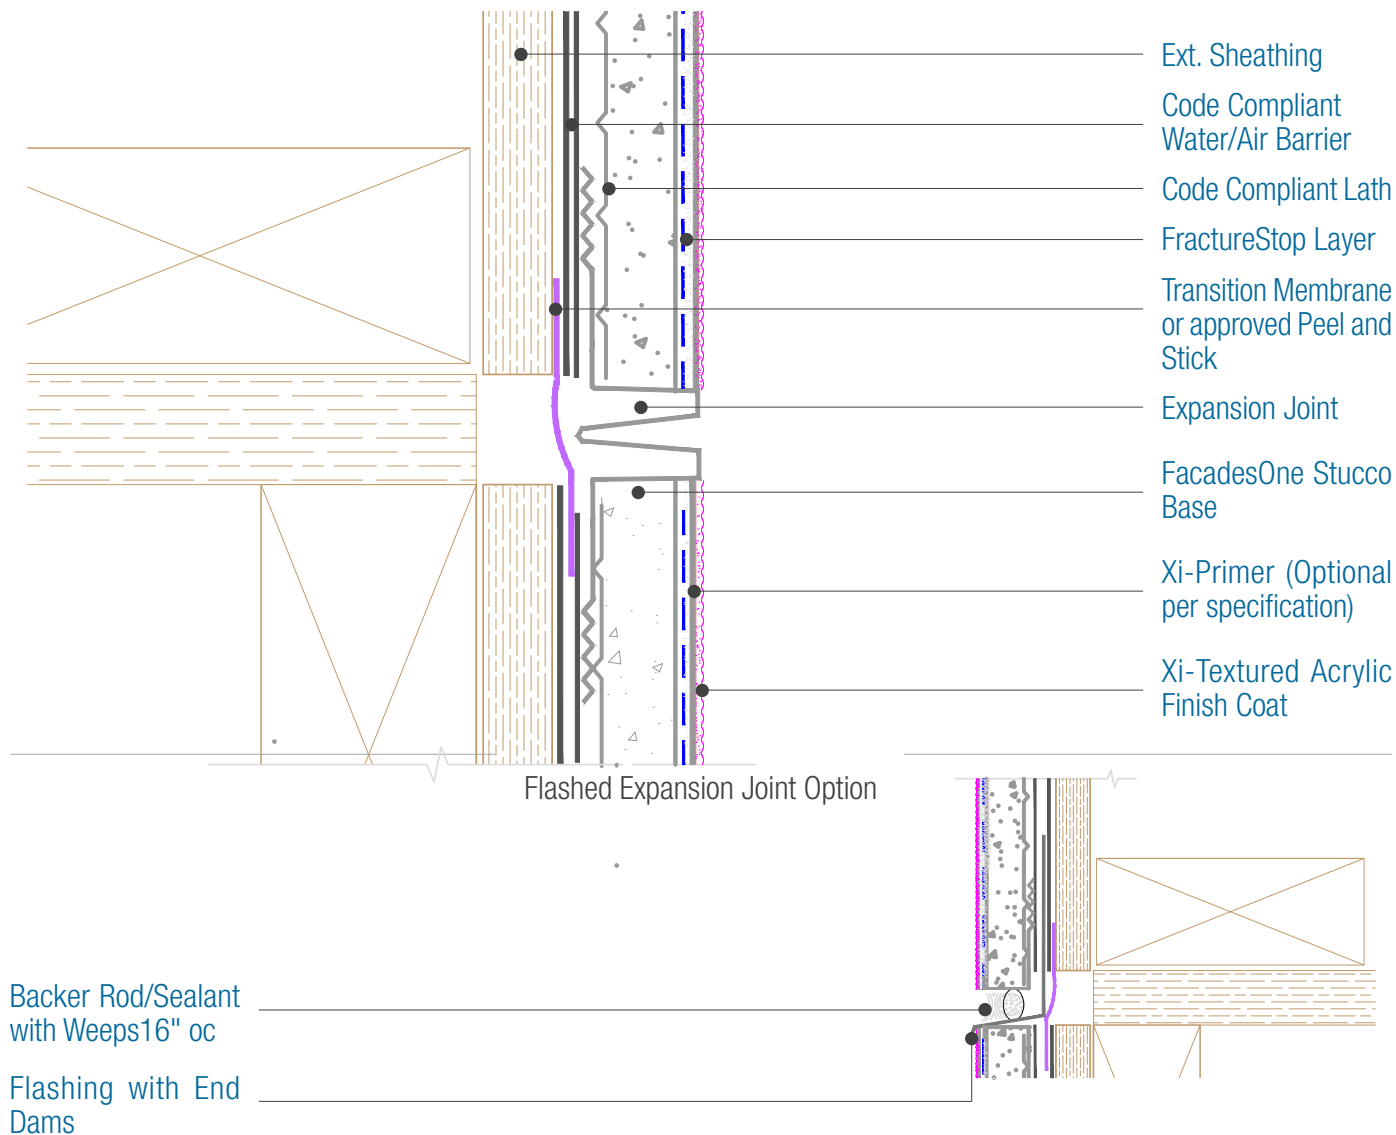 Ext. Sheathing
Code Compliant
Water/Air Barrier
Code Compliant Lath
FractureStop Layer
Transition Membrane
or approved Peel and
Stick
Expansion Joint
FacadesOne Stucco
Base
Xi-Primer (Optional
per specification)
Xi-Textured Acrylic
Finish Coat
Flashed Expansion Joint Option
Backer Rod/Sealant
with Weeps16" oc
Flashing with End
Dams